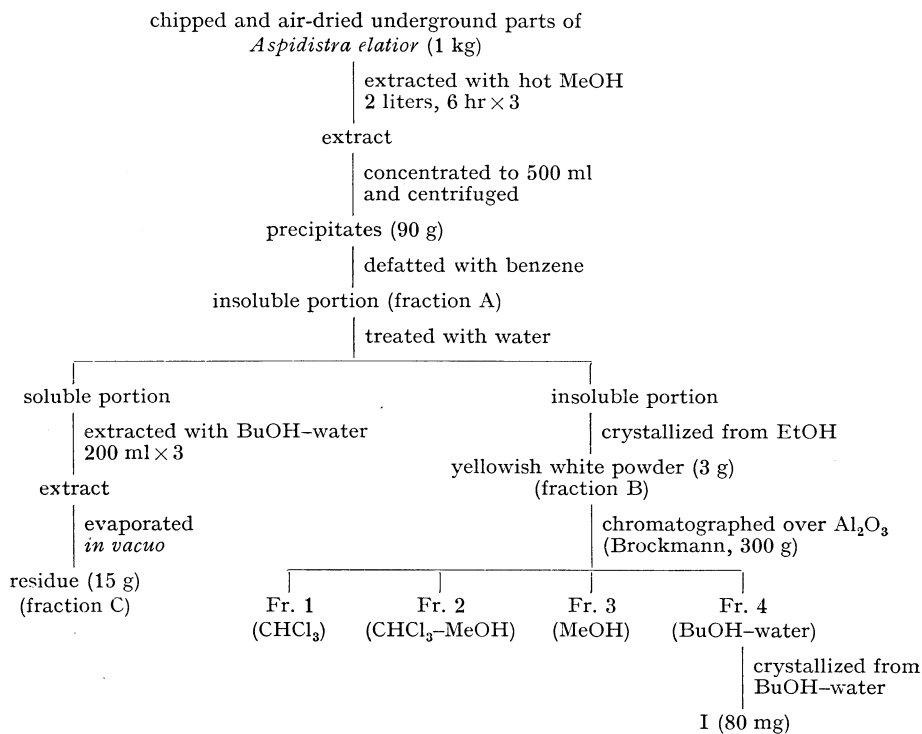 chipped and air-dried underground parts of
Aspidistra elatior (1 kg)
extracted with hot MeOH
2 liters, 6 hr × 3
extract
concentrated to 500 ml
and centrifuged
precipitates (90 g)
defatted with benzene
insoluble portion (fraction A)
treated with water
soluble portion
insoluble portion
extracted with BuOH–water
200 ml × 3
crystallized from EtOH
extract
yellowish white powder (3 g)
(fraction B)
evaporated
in vacuo
chromatographed over Al₂O₃
(Brockmann, 300 g)
residue (15 g)
(fraction C)
Fr. 1
(CHCl₃)
Fr. 2
(CHCl₃–MeOH)
Fr. 3
(MeOH)
Fr. 4
(BuOH–water)
crystallized from
BuOH–water
I (80 mg)